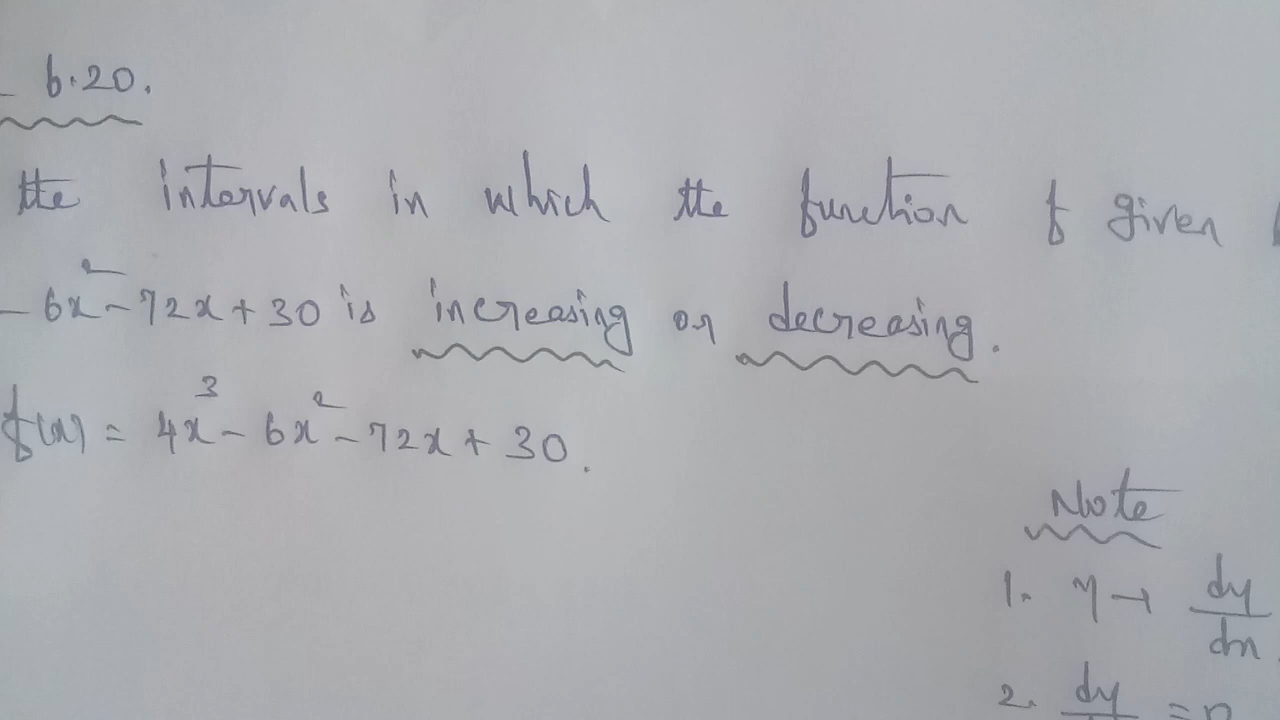 6.20.
the intervals in which the function f given
- 6x² - 72x + 30 is increasing or decreasing.
f(x) = 4x³ - 6x² - 72x + 30.
Note
1. y → dy/dx
2. dy